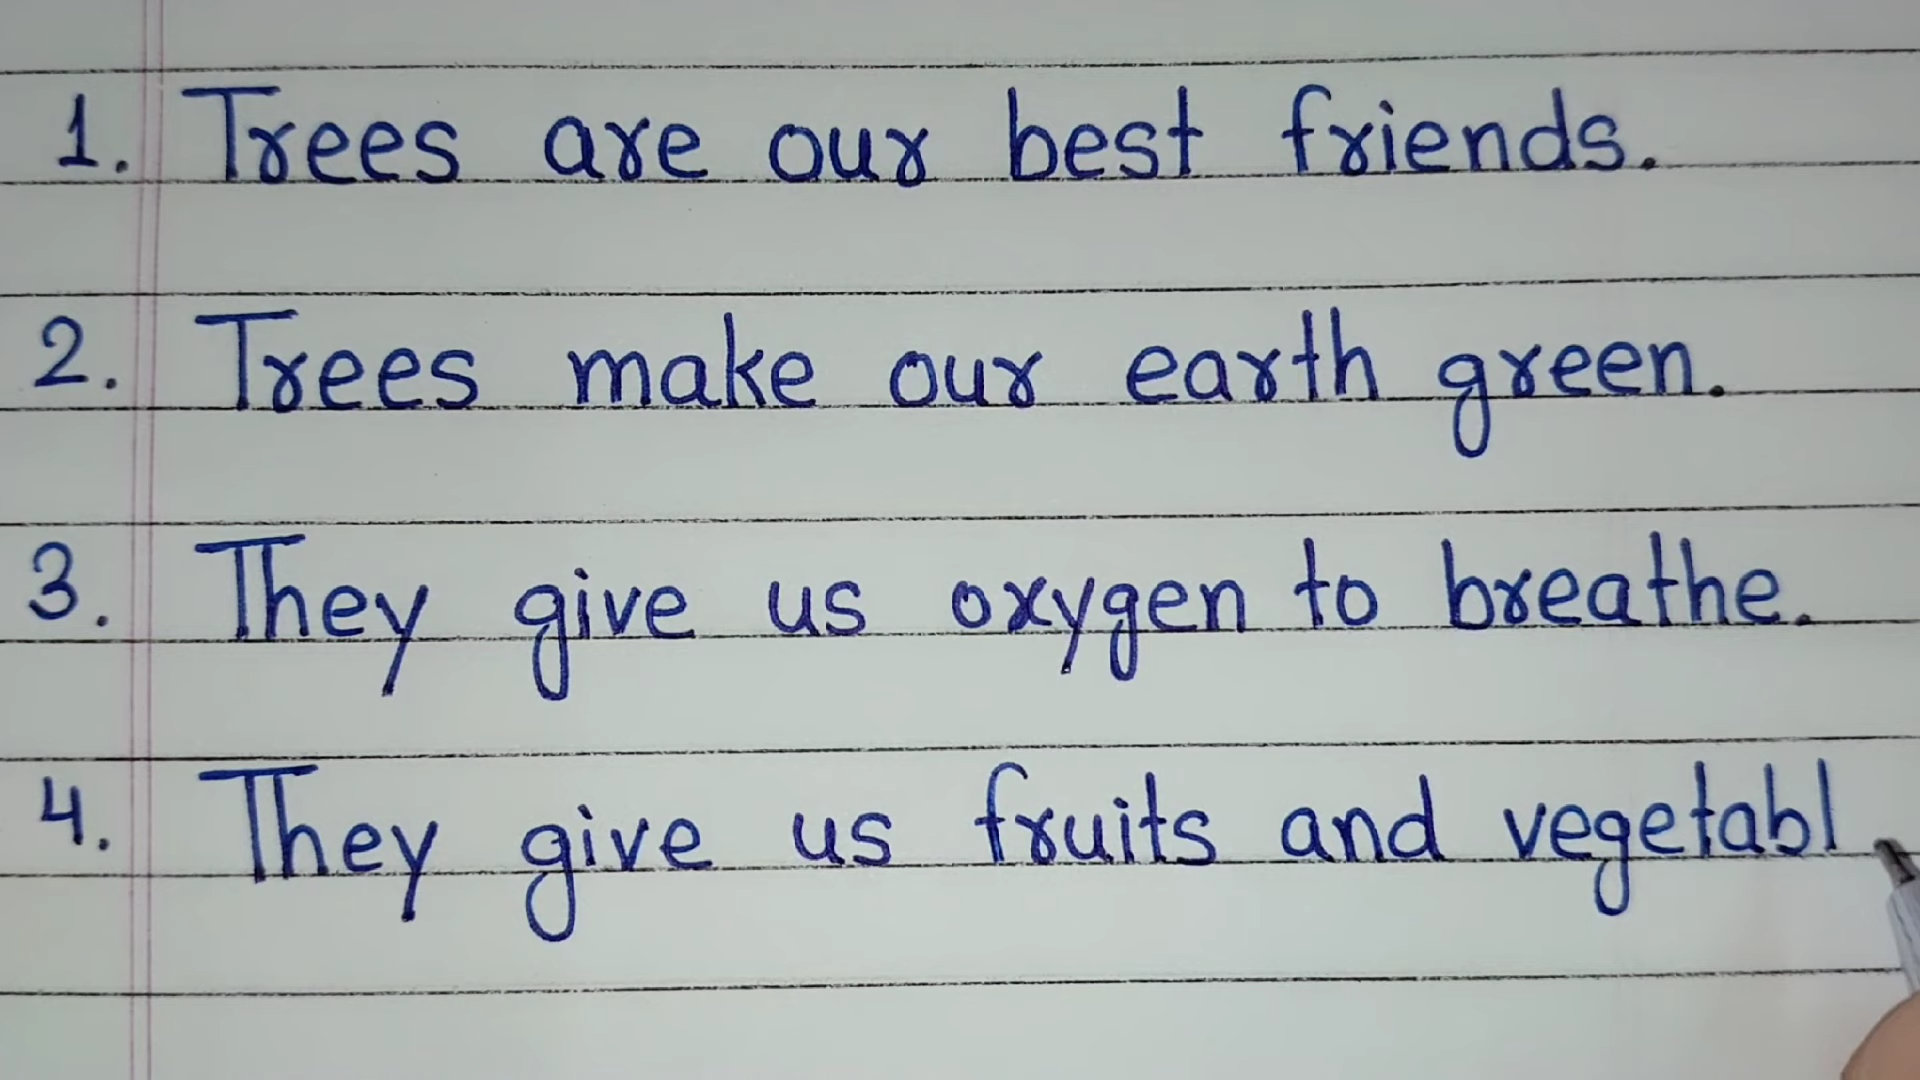 1. Trees are our best friends.
2. Trees make our earth green.
3. They give us oxygen to breathe.
4. They give us fruits and vegetabl